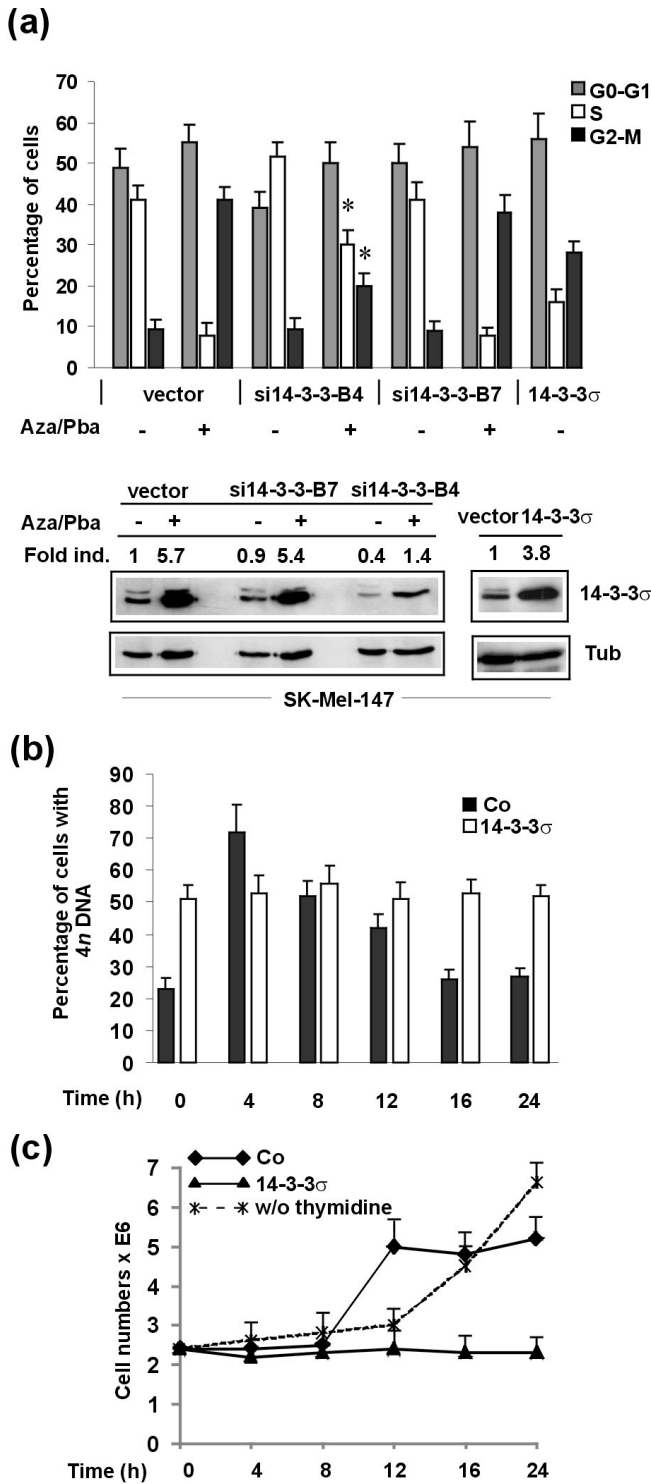 (a)
70
60
50
40
30
20
10
0
Percentage of cells
G0-G1
S
G2-M
* *
vector si14-3-3-B4 si14-3-3-B7 14-3-3σ
Aza/Pba - + - + - + -
vector si14-3-3-B7 si14-3-3-B4
vector 14-3-3σ
Aza/Pba - + - + - +
Fold ind. 1 5.7 0.9 5.4 0.4 1.4 1 3.8
14-3-3σ
Tub
SK-Mel-147
(b)
90
80
70
60
50
40
30
20
10
0
Percentage of cells with
4n DNA
Co
14-3-3σ
Time (h) 0 4 8 12 16 24
(c)
7
6
5
4
3
2
1
0
Cell numbers x E6
Co
14-3-3σ
w/o thymidine
Time (h) 0 4 8 12 16 24